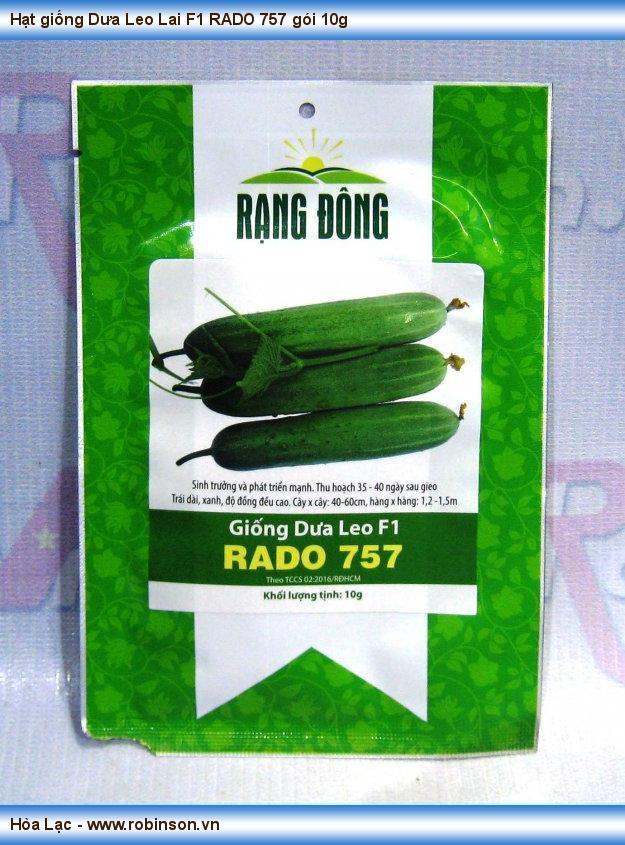 Hạt giống Dưa Leo Lai F1 RADO 757 gói 10g
RẠNG ĐÔNG
Sinh trưởng và phát triển mạnh. Thu hoạch 35 - 40 ngày sau gieo
Trái dài, xanh, độ đồng đều cao. Cây x cây: 40-60cm, hàng x hàng: 1,2 -1,5m
Giống Dưa Leo F1
RADO 757
Theo TCCS 02:2016/RĐHCM
Khối lượng tịnh: 10g
Hòa Lạc - www.robinson.vn